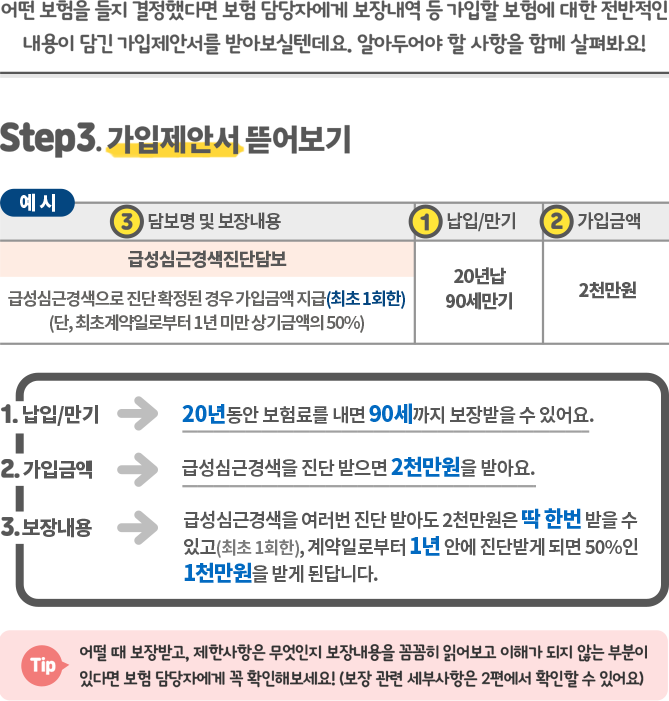 어떤 보험을 들지 결정했다면 보험 담당자에게 보장내역 등 가입할 보험에 대한 전반적인
내용이 담긴 가입제안서를 받아보실텐데요. 알아두어야 할 사항을 함께 살펴봐요!
Step3. 가입제안서 뜯어보기
예 시
3 담보명 및 보장내용 1 납입/만기 2 가입금액
급성심근경색진단담보
급성심근경색으로 진단 확정된 경우 가입금액 지급(최초 1회한)
(단, 최초계약일로부터 1년 미만 상기금액의 50%)
20년납
90세만기
2천만원
1. 납입/만기
20년동안 보험료를 내면 90세까지 보장받을 수 있어요.
2. 가입금액
급성심근경색을 진단 받으면 2천만원을 받아요.
3. 보장내용
급성심근경색을 여러번 진단 받아도 2천만원은 딱 한번 받을 수
있고(최초 1회한), 계약일로부터 1년 안에 진단받게 되면 50%인
1천만원을 받게 된답니다.
Tip
어떨 때 보장받고, 제한사항은 무엇인지 보장내용을 꼼꼼히 읽어보고 이해가 되지 않는 부분이
있다면 보험 담당자에게 꼭 확인해보세요! (보장 관련 세부사항은 2편에서 확인할 수 있어요)